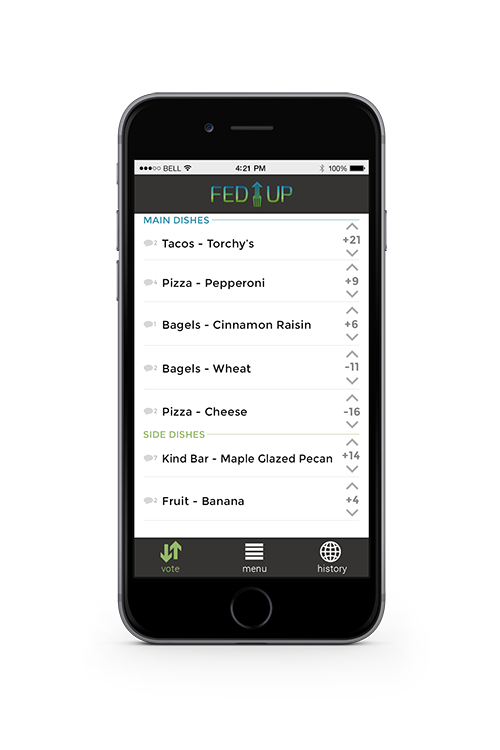 BELL 4:21 PM 100%
FED UP
MAIN DISHES
2 Tacos - Torchy's +21
4 Pizza - Pepperoni +9
1 Bagels - Cinnamon Raisin +6
2 Bagels - Wheat -11
2 Pizza - Cheese -16
SIDE DISHES
7 Kind Bar - Maple Glazed Pecan +14
2 Fruit - Banana +4
vote menu history